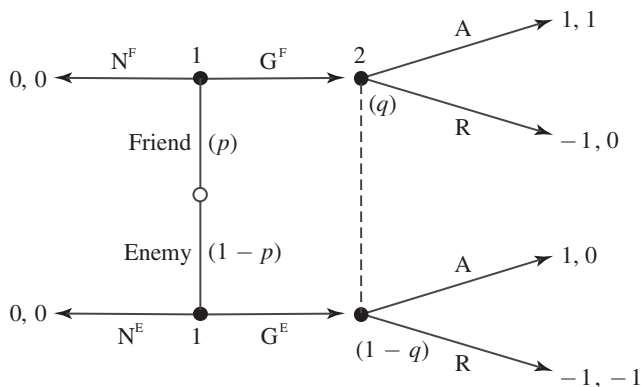 A
1, 1
1
2
N^F
G^F
0, 0
(q)
R
−1, 0
Friend
(p)
Enemy
(1 − p)
A
1, 0
0, 0
N^E
1
G^E
(1 − q)
R
−1, −1